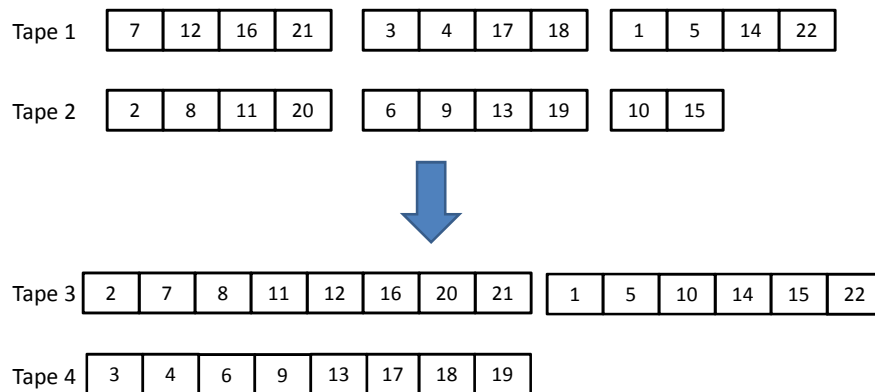 Tape 1 7 12 16 21 3 4 17 18 1 5 14 22
Tape 2 2 8 11 20 6 9 13 19 10 15
Tape 3 2 7 8 11 12 16 20 21 1 5 10 14 15 22
Tape 4 3 4 6 9 13 17 18 19